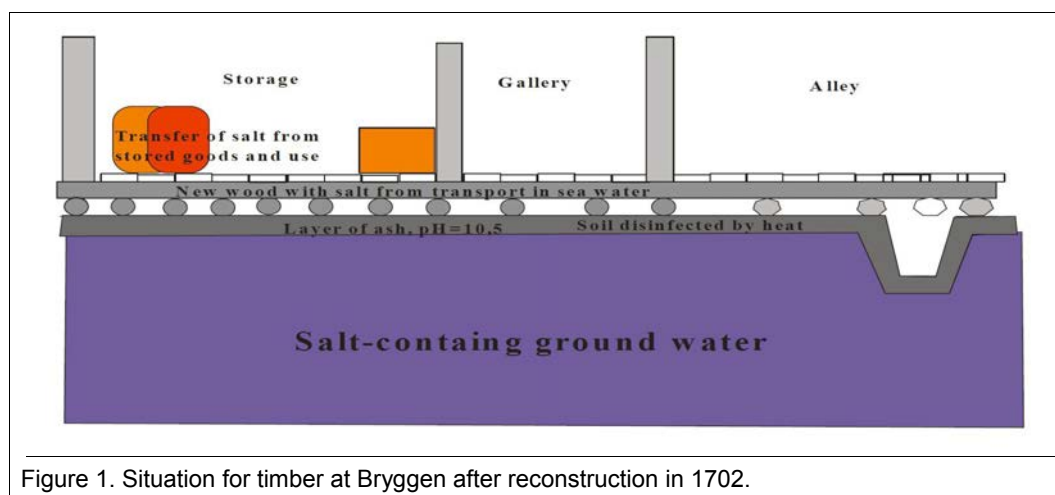 Storage
Gallery
Alley
Transfer of salt from
stored goods and use
New wood with salt from transport in sea water
Layer of ash, pH=10,5
Soil disinfected by heat
Salt-containg ground water
Figure 1. Situation for timber at Bryggen after reconstruction in 1702.